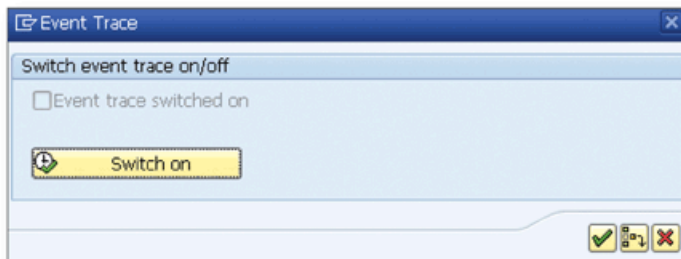 Event Trace
Switch event trace on/off
Event trace switched on
Switch on